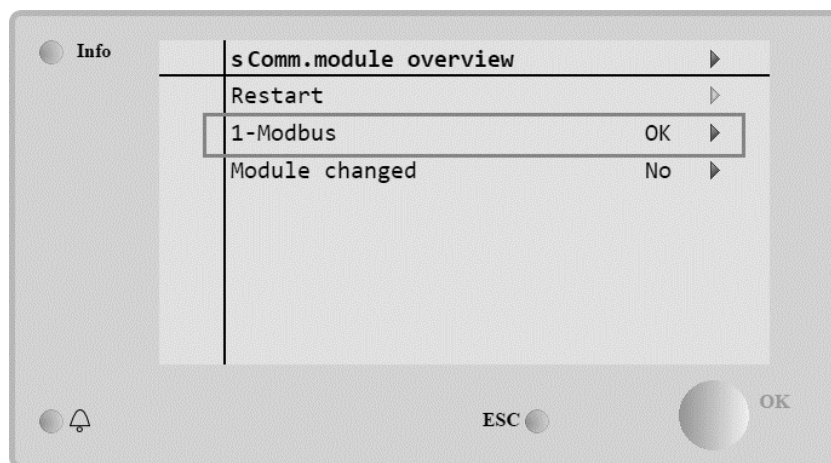 Info
s Comm.module overview
Restart
1-Modbus OK
Module changed No
ESC
OK